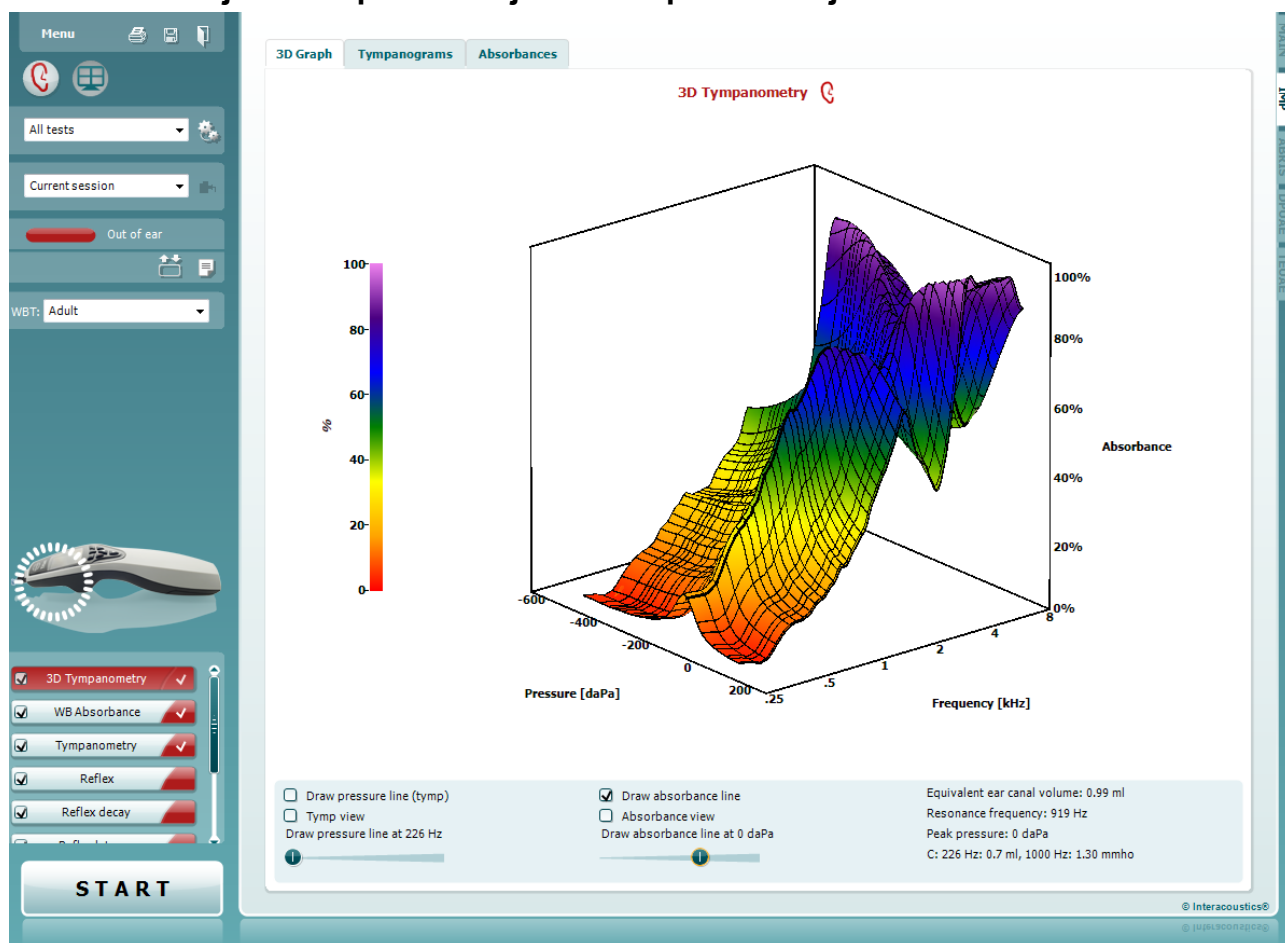 Menu
All tests
Current session
Out of ear
WBT: Adult
3D Tympanometry
WB Absorbance
Tympanometry
Reflex
Reflex decay
START
3D Graph
Tympanograms
Absorbances
3D Tympanometry
%
100
80
60
40
20
0
100%
80%
60%
40%
20%
0%
Absorbance
-600
-400
-200
0
200
Pressure [daPa]
.25
.5
1
2
4
8
Frequency [kHz]
Draw pressure line (tymp)
Tymp view
Draw pressure line at 226 Hz
Draw absorbance line
Absorbance view
Draw absorbance line at 0 daPa
Equivalent ear canal volume: 0.99 ml
Resonance frequency: 919 Hz
Peak pressure: 0 daPa
C: 226 Hz: 0.7 ml, 1000 Hz: 1.30 mmho
© Interacoustics®
IMP